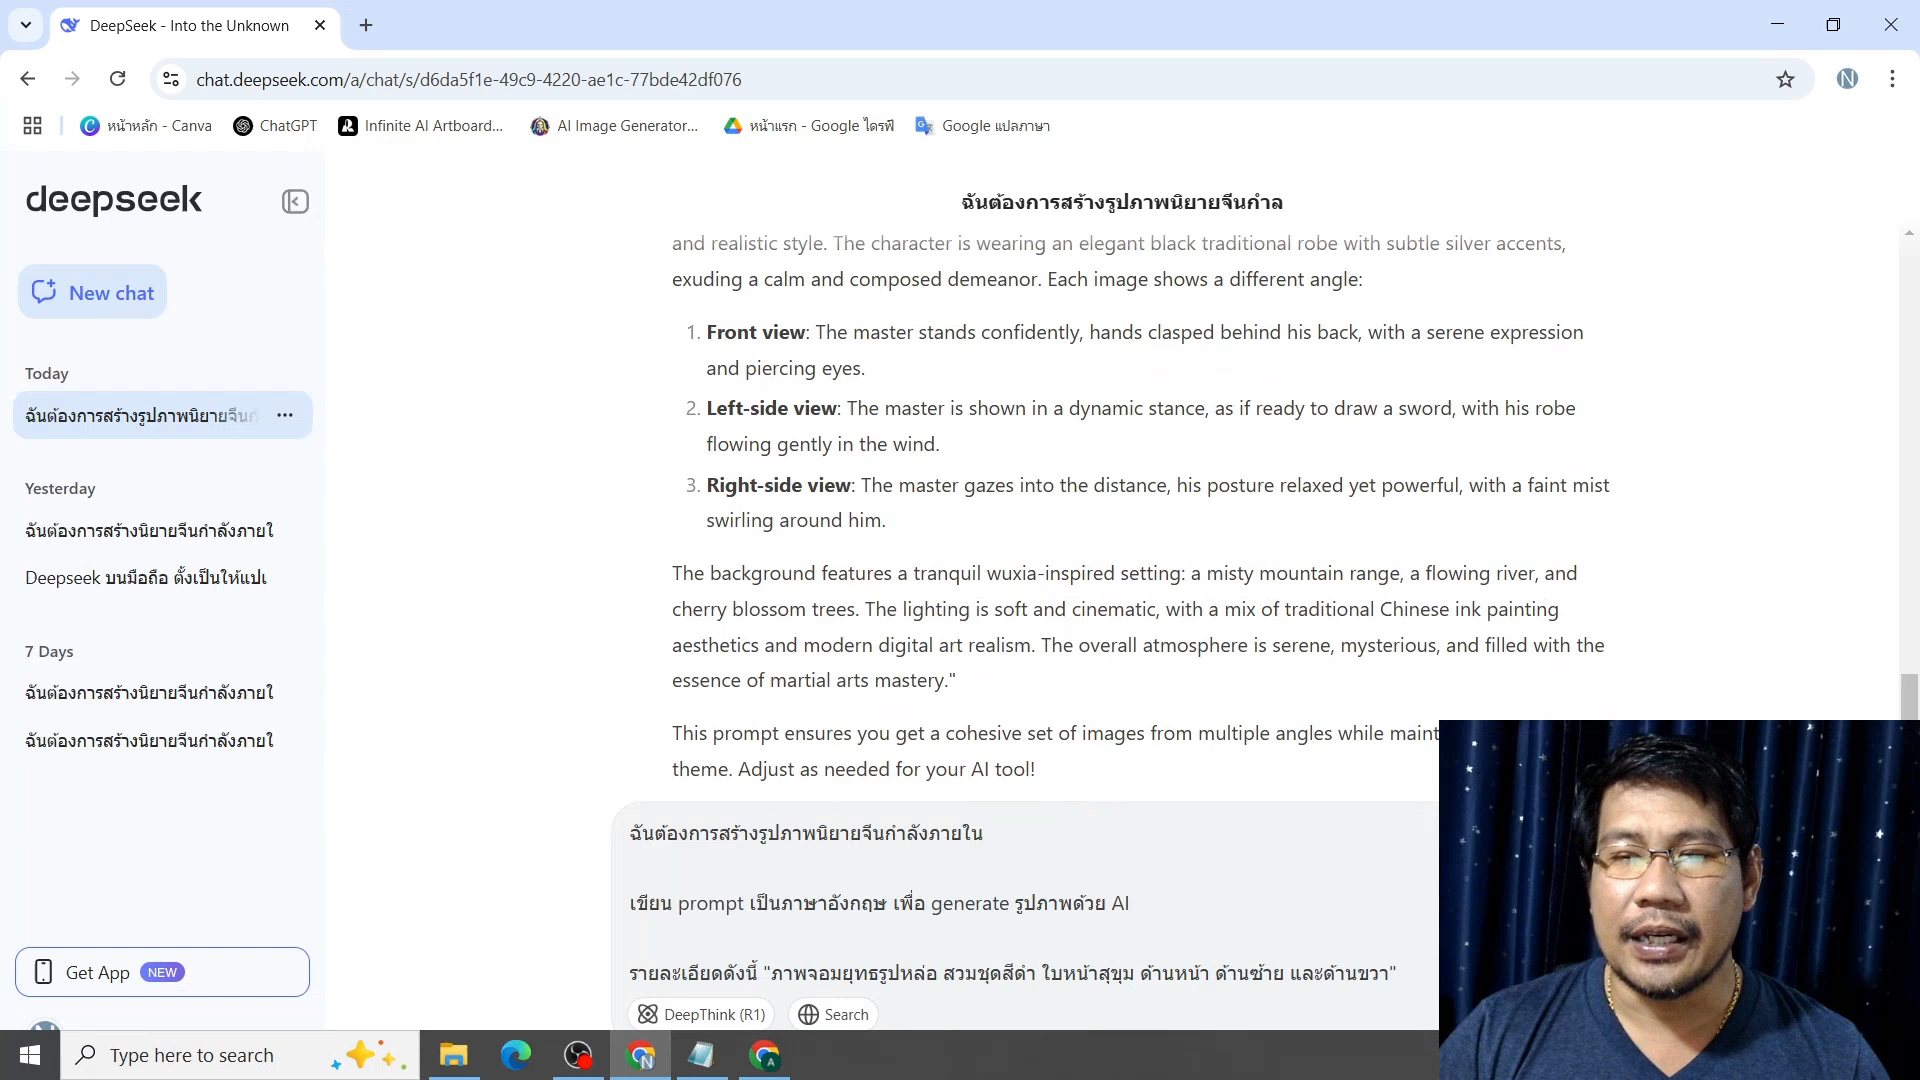 DeepSeek - Into the Unknown
chat.deepseek.com/a/chat/s/d6da5f1e-49c9-4220-ae1c-77bde42df076
N
หน้าหลัก - Canva
ChatGPT
Infinite AI Artboard...
AI Image Generator...
หน้าแรก - Google ไดรฟ์
Google แปลภาษา
deepseek
New chat
Today
ฉันต้องการสร้างรูปภาพนิยายจีนกำ
Yesterday
ฉันต้องการสร้างนิยายจีนกำลังภายใ
Deepseek บนมือถือ ตั้งเป็นให้แปเ
7 Days
ฉันต้องการสร้างนิยายจีนกำลังภายใ
ฉันต้องการสร้างนิยายจีนกำลังภายใ
Get App NEW
ฉันต้องการสร้างรูปภาพนิยายจีนกำล
and realistic style. The character is wearing an elegant black traditional robe with subtle silver accents,
exuding a calm and composed demeanor. Each image shows a different angle:
1. Front view: The master stands confidently, hands clasped behind his back, with a serene expression
and piercing eyes.
2. Left-side view: The master is shown in a dynamic stance, as if ready to draw a sword, with his robe
flowing gently in the wind.
3. Right-side view: The master gazes into the distance, his posture relaxed yet powerful, with a faint mist
swirling around him.
The background features a tranquil wuxia-inspired setting: a misty mountain range, a flowing river, and
cherry blossom trees. The lighting is soft and cinematic, with a mix of traditional Chinese ink painting
aesthetics and modern digital art realism. The overall atmosphere is serene, mysterious, and filled with the
essence of martial arts mastery."
This prompt ensures you get a cohesive set of images from multiple angles while maint
theme. Adjust as needed for your AI tool!
ฉันต้องการสร้างรูปภาพนิยายจีนกำลังภายใน
เขียน prompt เป็นภาษาอังกฤษ เพื่อ generate รูปภาพด้วย AI
รายละเอียดดังนี้ "ภาพจอมยุทธรูปหล่อ สวมชุดสีดำ ใบหน้าสุขุม ด้านหน้า ด้านซ้าย และด้านขวา"
DeepThink (R1)
Search
Type here to search
N
A